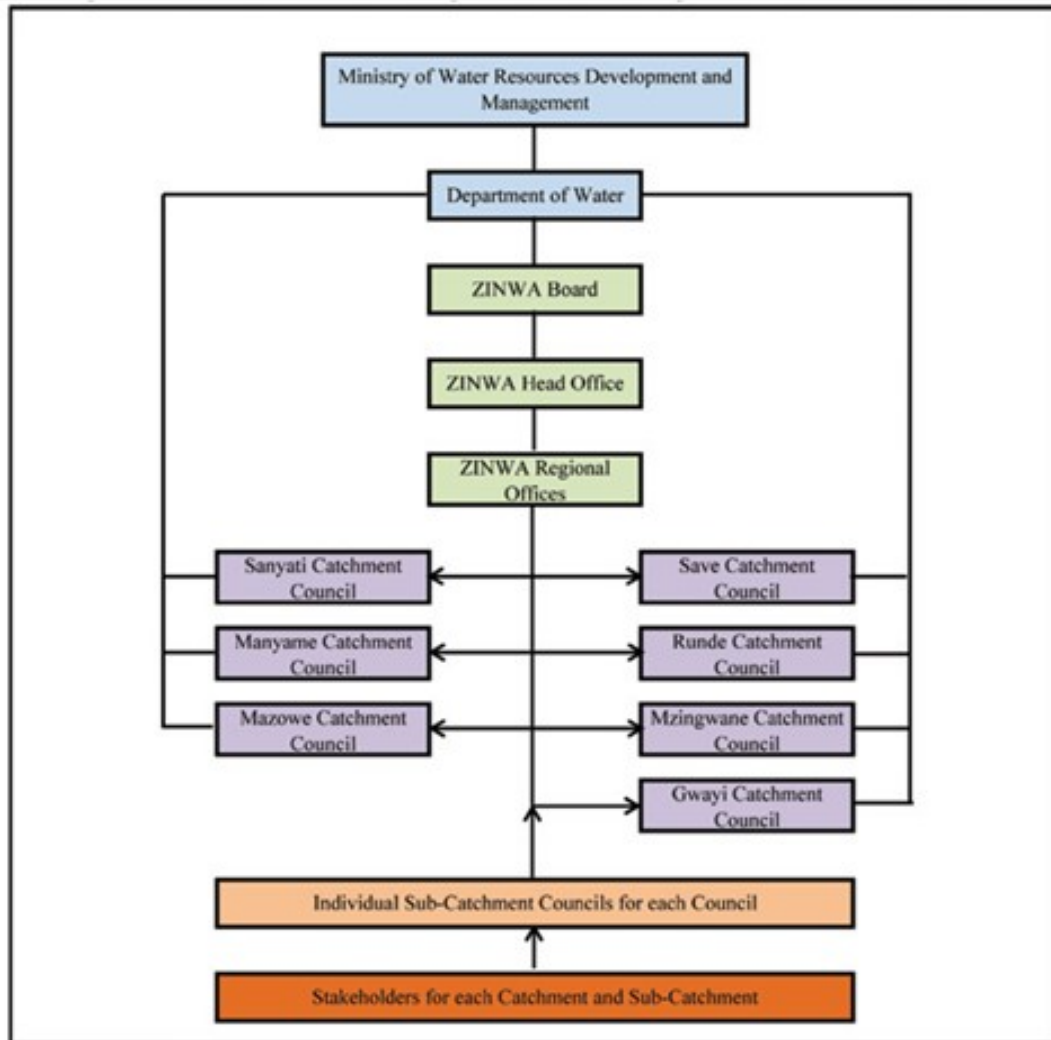 Ministry of Water Resources Development and
Management
Department of Water
ZINWA Board
ZINWA Head Office
ZINWA Regional
Offices
Sanyati Catchment
Council
Save Catchment
Council
Manyame Catchment
Council
Runde Catchment
Council
Mazowe Catchment
Council
Mzingwane Catchment
Council
Gwayi Catchment
Council
Individual Sub-Catchment Councils for each Council
Stakeholders for each Catchment and Sub-Catchment